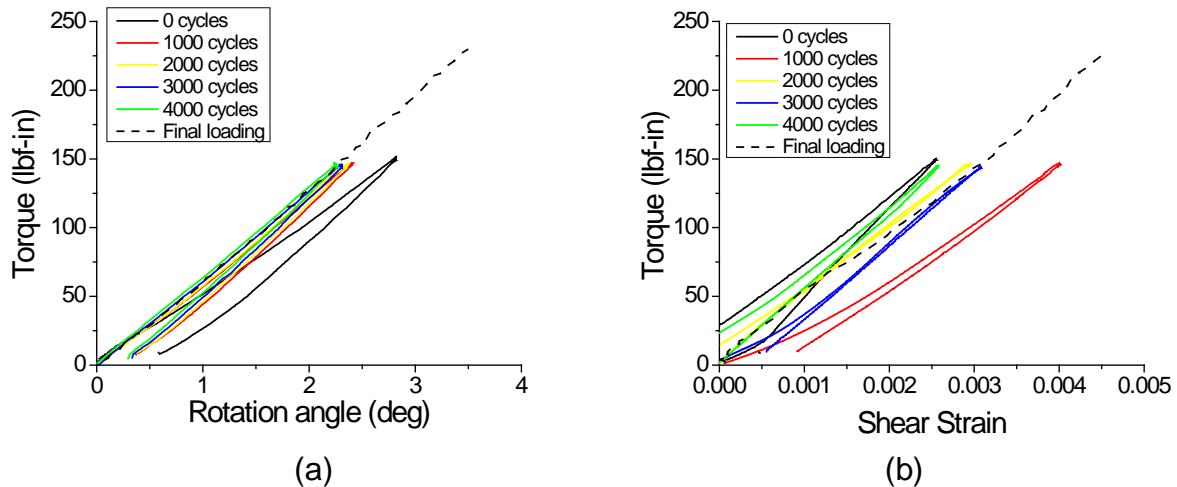 250
200
150
100
50
0
Torque (lbf-in)
0 cycles
1000 cycles
2000 cycles
3000 cycles
4000 cycles
Final loading
0 1 2 3 4
Rotation angle (deg)
(a)
250
200
150
100
50
0
Torque (lbf-in)
0 cycles
1000 cycles
2000 cycles
3000 cycles
4000 cycles
Final loading
0.000 0.001 0.002 0.003 0.004 0.005
Shear Strain
(b)